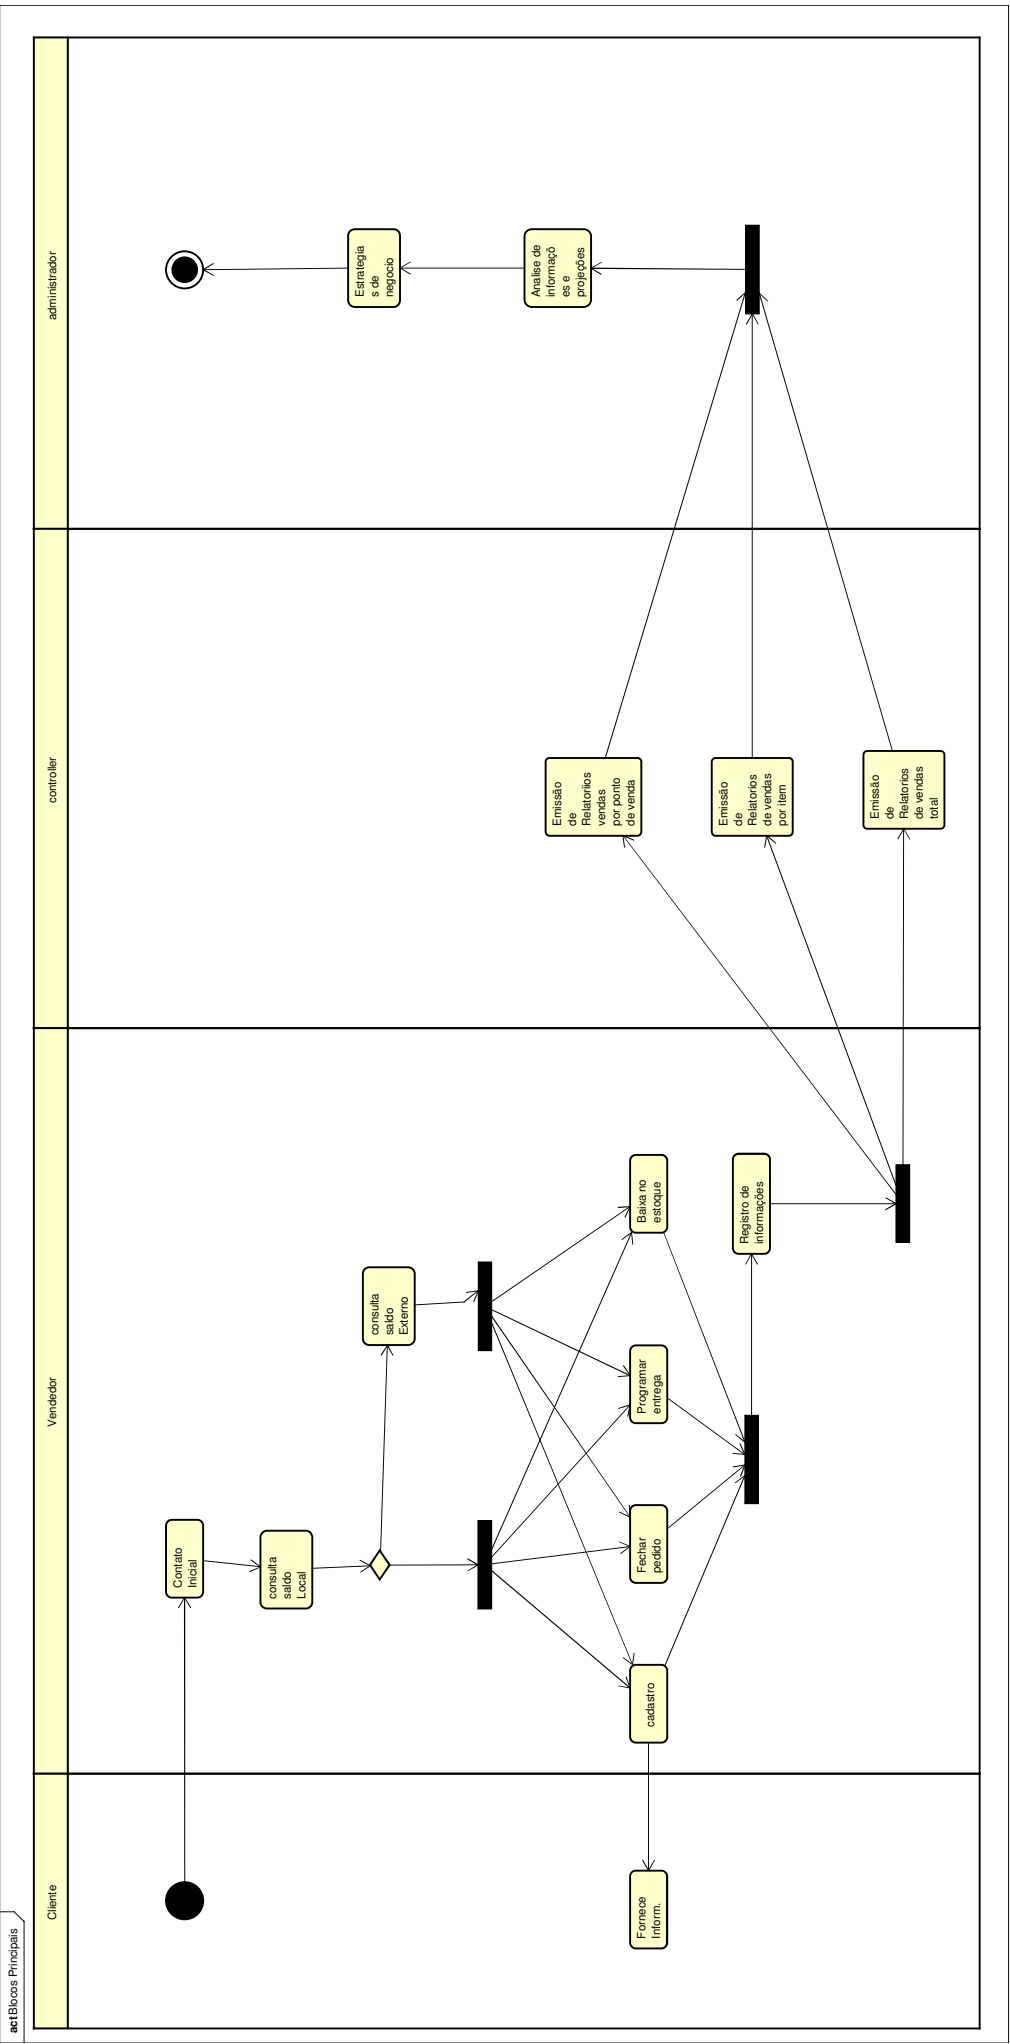 act Blocos Principais
Cliente
Vendedor
controller
administrador
Contato
Inicial
consulta
saldo
Local
consulta
saldo
Externo
cadastro
Fechar
pedido
Programar
entrega
Baixa no
estoque
Fornece
Inform.
Registro de
informações
Emissão
de
Relatoriios
vendas
por ponto
de venda
Emissão
de
Relatorios
de vendas
por item
Emissão
de
Relatorios
de vendas
total
Analise de
informaçõ
es e
projeções
Estrategia
s de
negocio